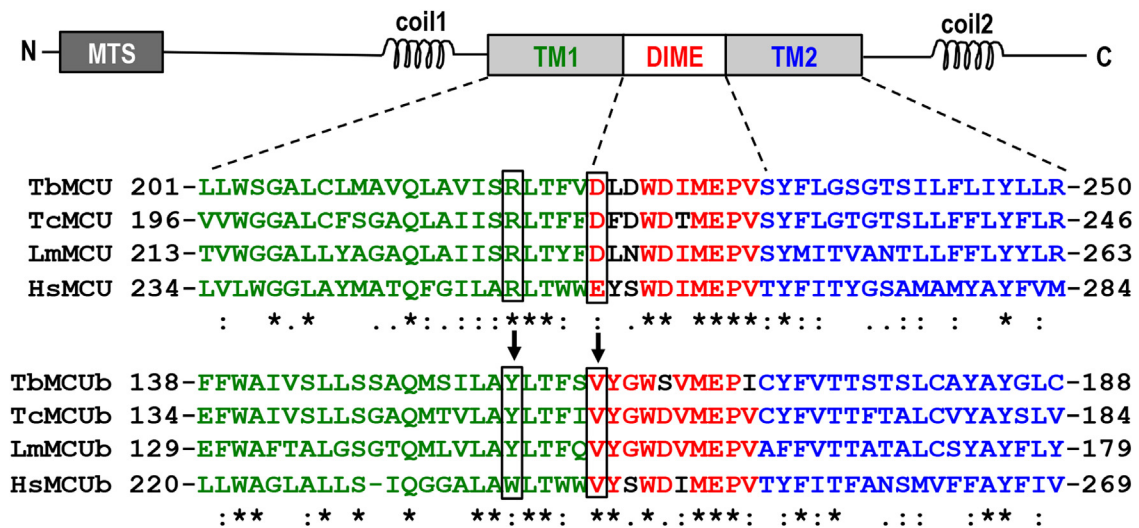 N MTS coil1 TM1 DIME TM2 coil2 C
TbMCU 201-LLWSGALCLMAVQLAVISRLTFVDLDWDIMEPVSYFLGSGTSILFLIYLLR-250
TcMCU 196-VVWGGALCFSGAQLAIISRLTFFDFDWDTMEPVSYFLGTGTSLLFFLYFLR-246
LmMCU 213-TVWGGALLYAGAQLAIISRLTYFDLNWDIMEPVSYMITVANTLLFFLYYLR-263
HsMCU 234-LVLWGGLAYMATQFGILARLTWWEYSWDIMEPVTYFITYGSAMAMYAYFVM-284
: *.* ..*:.:::***: : .** ****:*:: ..:: * :
TbMCUb 138-FFWAIVSLLSSAQMSILAYLTFSVYGWSVMEPICYFVTTSTSLCAYAYGLC-188
TcMCUb 134-EFWAIVSLLSGAQMTVLAYLTFIVYGWDVMEPVCYFVTTFTALCVYAYSLV-184
LmMCUb 129-EFWAFTALGSGTQMLVLAYLTFQVYGWDVMEPVAFFVTTATALCSYAYFLY-179
HsMCUb 220-LLWAGLALLS-IQGGALAWLTWWVYSWDIMEPVTYFITFANSMVFFAYFIV-269